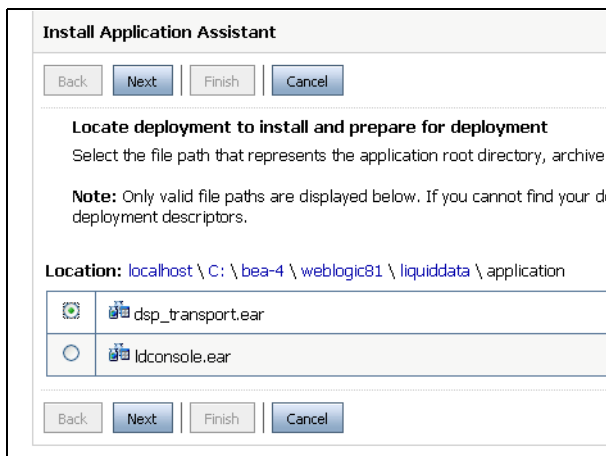 Install Application Assistant
Back Next Finish Cancel
Locate deployment to install and prepare for deployment
Select the file path that represents the application root directory, archive
Note: Only valid file paths are displayed below. If you cannot find your d
deployment descriptors.
Location: localhost \ C: \ bea-4 \ weblogic81 \ liquiddata \ application
dsp_transport.ear
ldconsole.ear
Back Next Finish Cancel